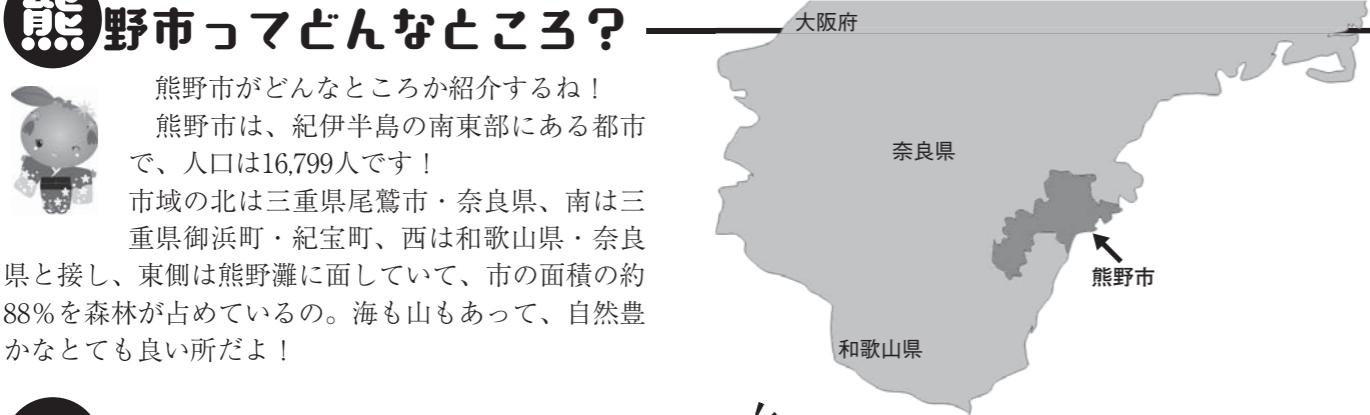 熊野市ってどんなところ？
熊野市がどんなところか紹介するね！
熊野市は、紀伊半島の南東部にある都市
で、人口は16,799人です！
市域の北は三重県尾鷲市・奈良県、南は三
重県御浜町・紀宝町、西は和歌山県・奈良
県と接し、東側は熊野灘に面していて、市の面積の約
88％を森林が占めているの。海も山もあって、自然豊
かなとても良い所だよ！
大阪府
奈良県
熊野市
和歌山県